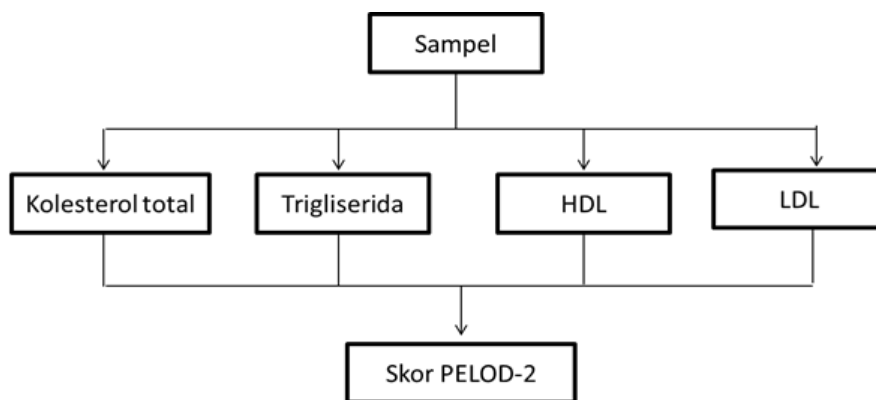 Sampel
Kolesterol total
Trigliserida
HDL
LDL
Skor PELOD-2